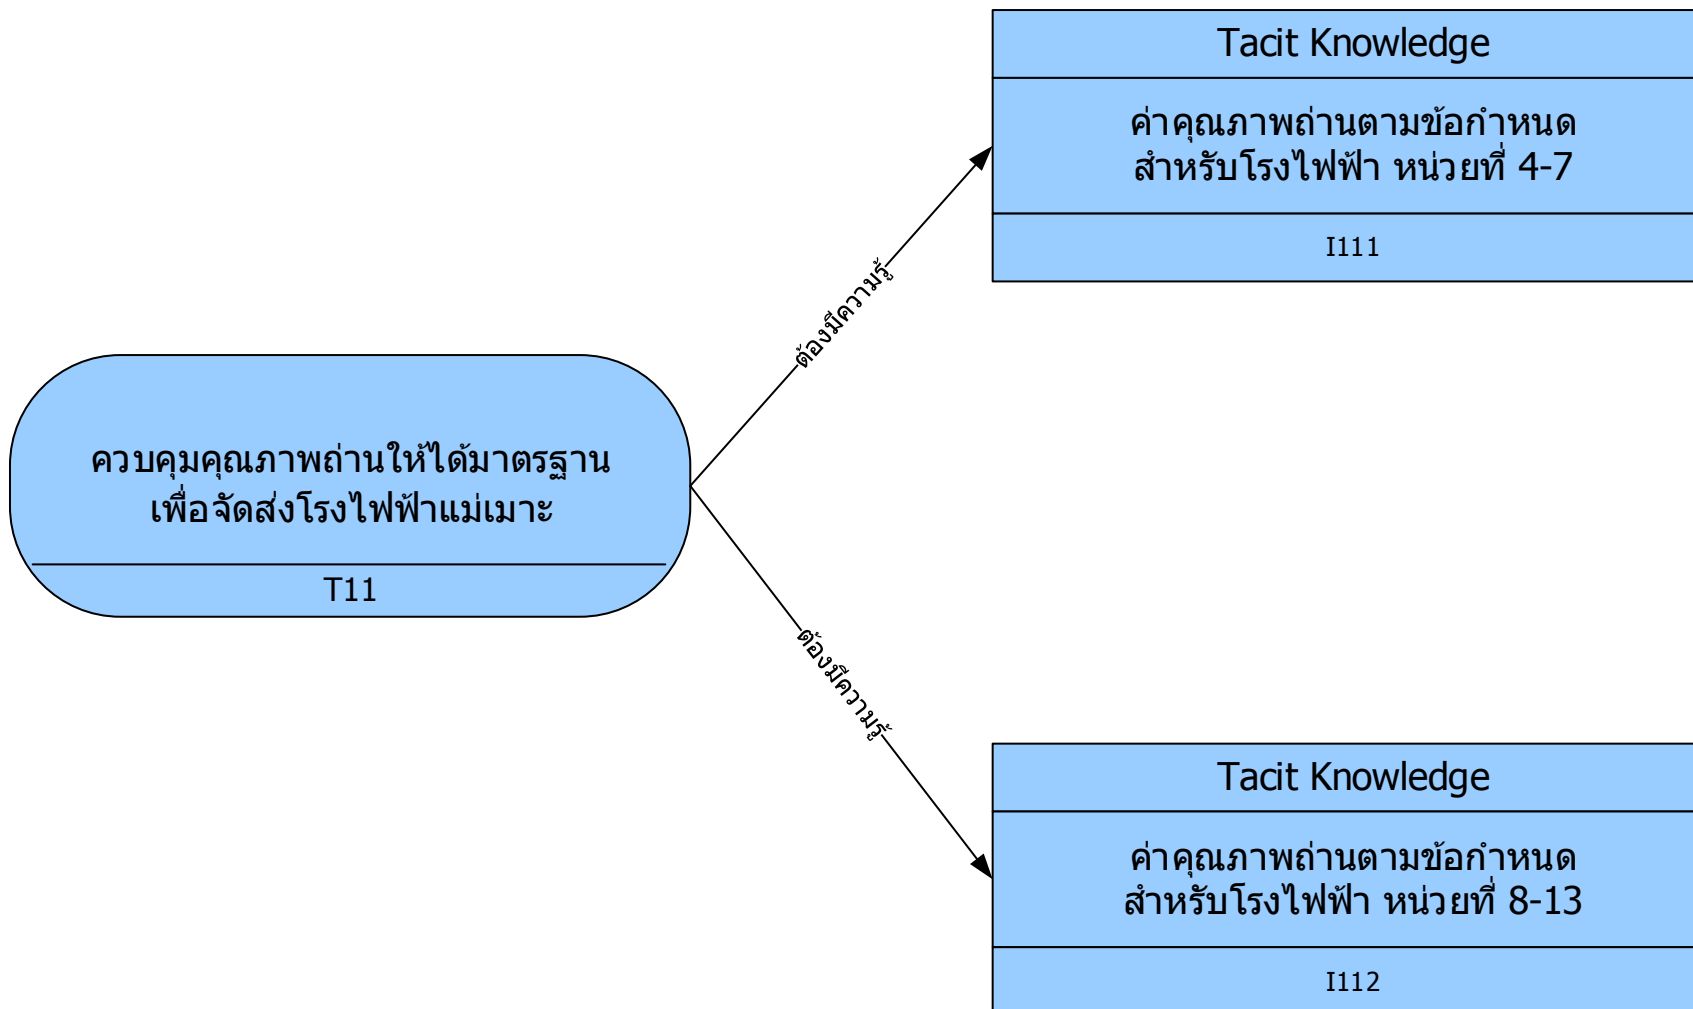 Tacit Knowledge
ค่าคุณภาพถ่านตามข้อกำหนด
สำหรับโรงไฟฟ้า หน่วยที่ 4-7
I111
ต้องมีความรู้
ควบคุมคุณภาพถ่านให้ได้มาตรฐาน
เพื่อจัดส่งโรงไฟฟ้าแม่เมาะ
T11
ต้องมีความรู้
Tacit Knowledge
ค่าคุณภาพถ่านตามข้อกำหนด
สำหรับโรงไฟฟ้า หน่วยที่ 8-13
I112